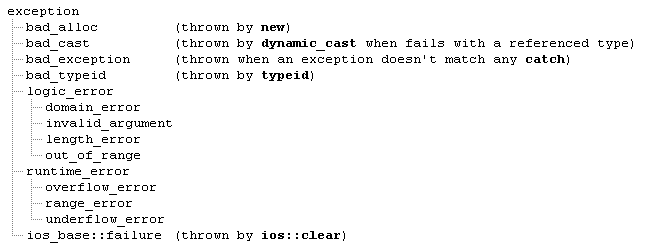 exception
bad_alloc (thrown by new)
bad_cast (thrown by dynamic_cast when fails with a referenced type)
bad_exception (thrown when an exception doesn't match any catch)
bad_typeid (thrown by typeid)
logic_error
domain_error
invalid_argument
length_error
out_of_range
runtime_error
overflow_error
range_error
underflow_error
ios_base::failure (thrown by ios::clear)